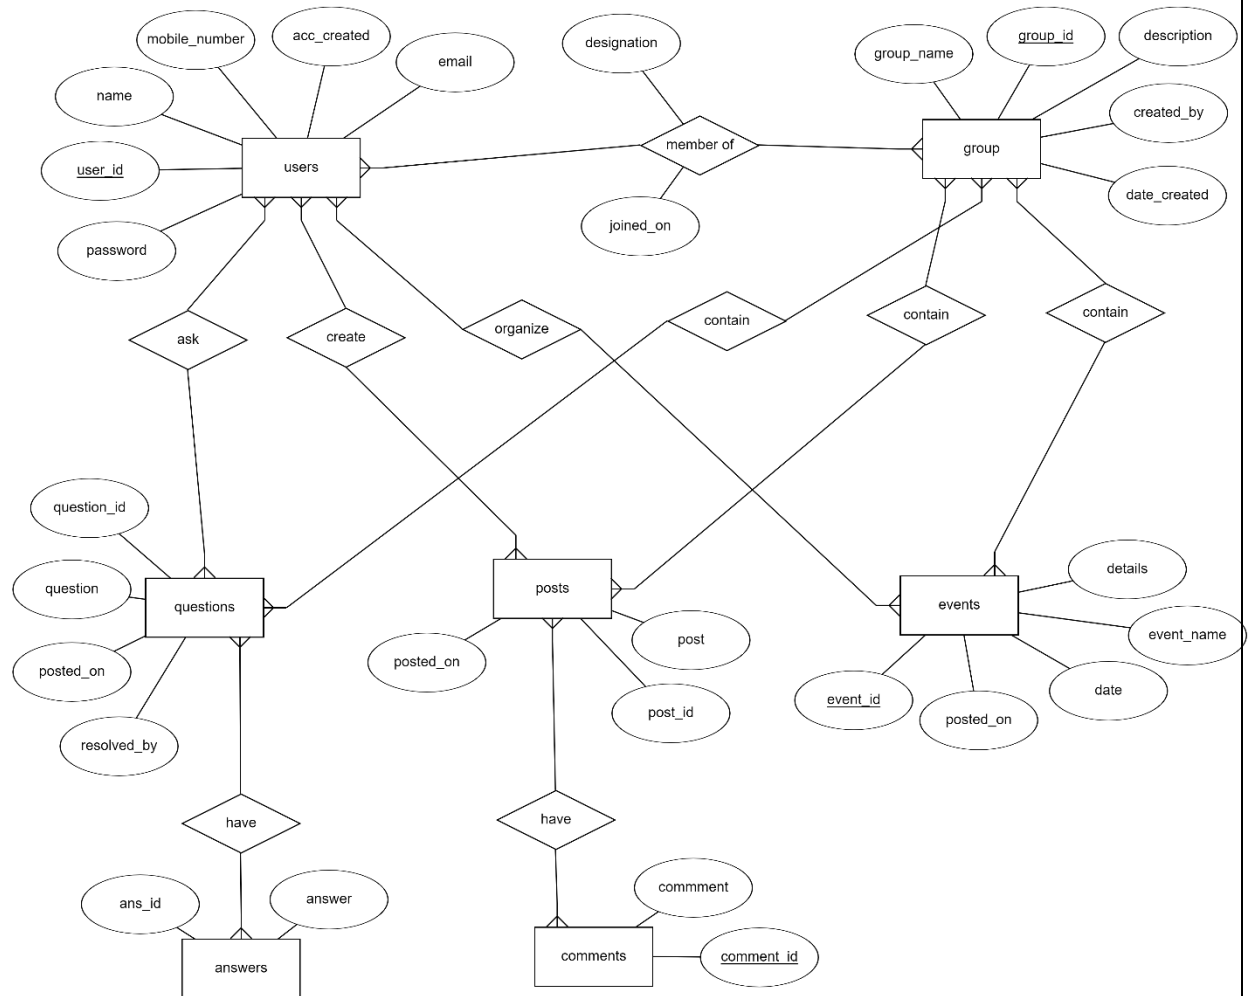 mobile_number
acc_created
email
name
users
user_id
password
designation
member of
joined_on
group_name
group_id
description
created_by
group
date_created
ask
create
organize
contain
contain
contain
question_id
question
questions
posted_on
resolved_by
posts
posted_on
post
post_id
details
events
event_name
event_id
date
posted_on
have
have
ans_id
answer
answers
commment
comments
comment_id